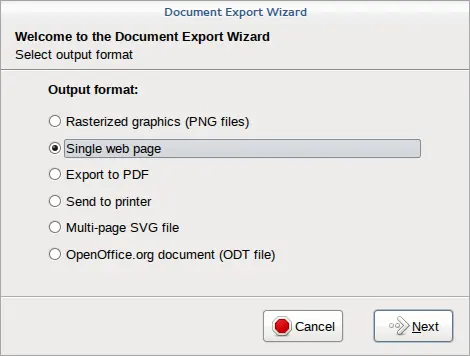 Document Export Wizard
Welcome to the Document Export Wizard
Select output format
Output format:
Rasterized graphics (PNG files)
Single web page
Export to PDF
Send to printer
Multi-page SVG file
OpenOffice.org document (ODT file)
Cancel
Next